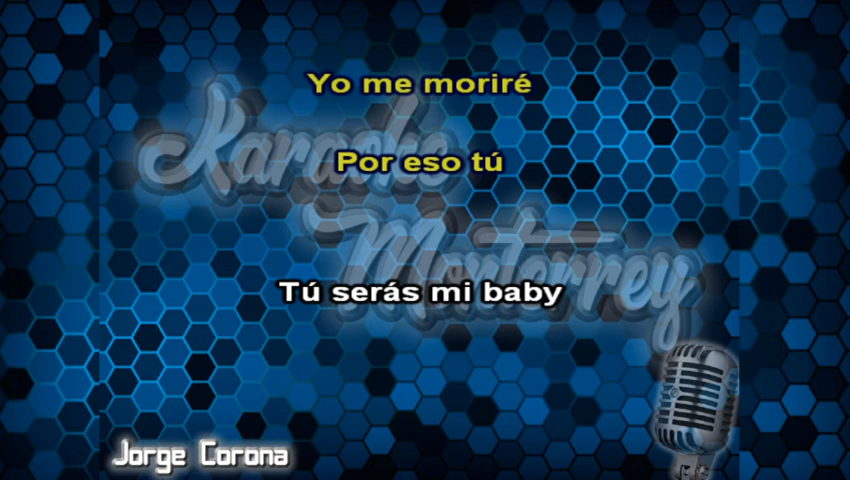 Yo me moriré
Karaoke
Por eso tú
Monterrey
Tú serás mi baby
Jorge Corona